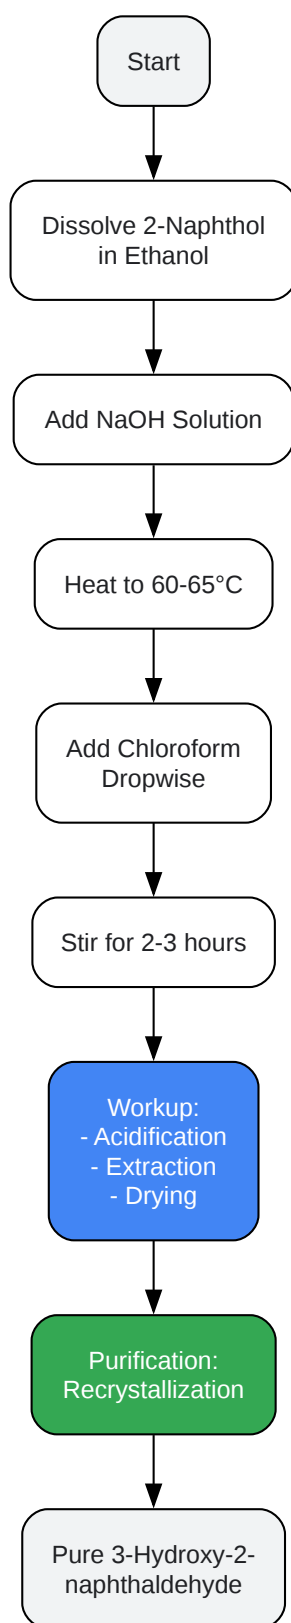 Start
Dissolve 2-Naphthol
in Ethanol
Add NaOH Solution
Heat to 60-65°C
Add Chloroform
Dropwise
Stir for 2-3 hours
Workup:
- Acidification
- Extraction
- Drying
Purification:
Recrystallization
Pure 3-Hydroxy-2-
naphthaldehyde